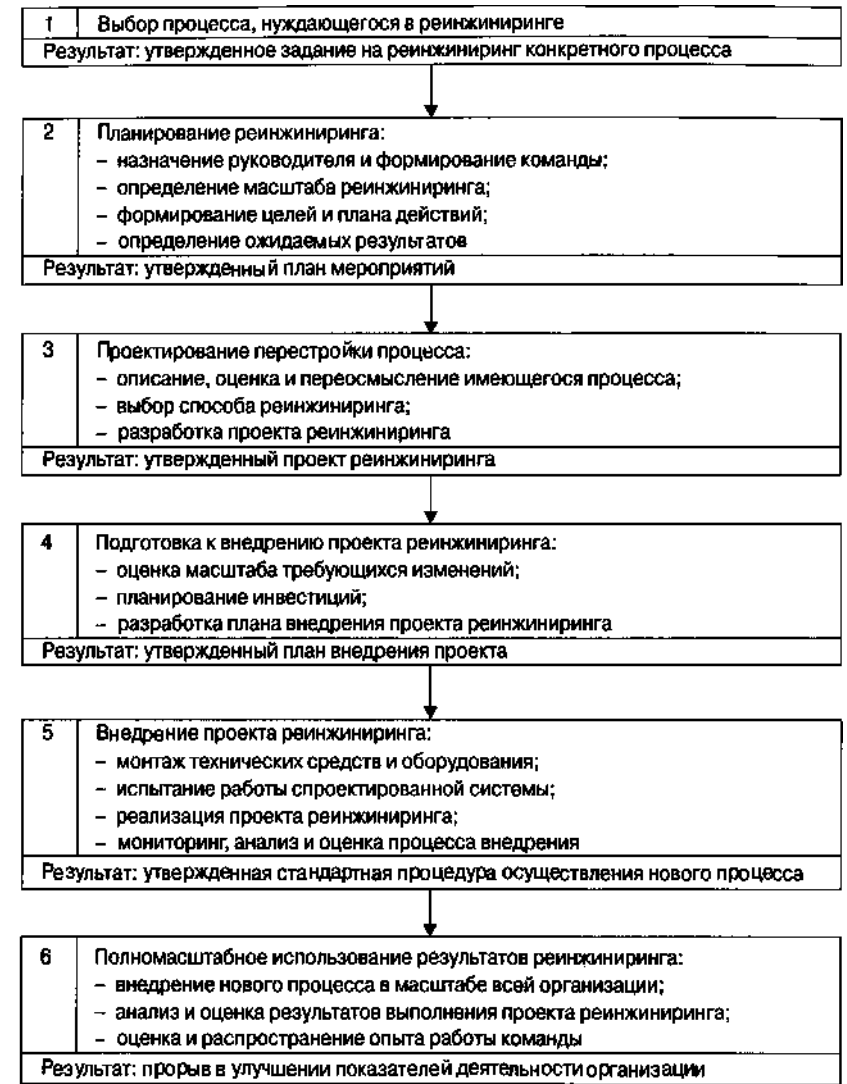 1 Выбор процесса, нуждающегося в реинжиниринге
Результат: утвержденное задание на реинжиниринг конкретного процесса
2 Планирование реинжиниринга:
– назначение руководителя и формирование команды;
– определение масштаба реинжиниринга;
– формирование целей и плана действий;
– определение ожидаемых результатов
Результат: утвержденный план мероприятий
3 Проектирование перестройки процесса:
– описание, оценка и переосмысление имеющегося процесса;
– выбор способа реинжиниринга;
– разработка проекта реинжиниринга
Результат: утвержденный проект реинжиниринга
4 Подготовка к внедрению проекта реинжиниринга:
– оценка масштаба требующихся изменений;
– планирование инвестиций;
– разработка плана внедрения проекта реинжиниринга
Результат: утвержденный план внедрения проекта
5 Внедрение проекта реинжиниринга:
– монтаж технических средств и оборудования;
– испытание работы спроектированной системы;
– реализация проекта реинжиниринга;
– мониторинг, анализ и оценка процесса внедрения
Результат: утвержденная стандартная процедура осуществления нового процесса
6 Полномасштабное использование результатов реинжиниринга:
– внедрение нового процесса в масштабе всей организации;
– анализ и оценка результатов выполнения проекта реинжиниринга;
– оценка и распространение опыта работы команды
Результат: прорыв в улучшении показателей деятельности организации